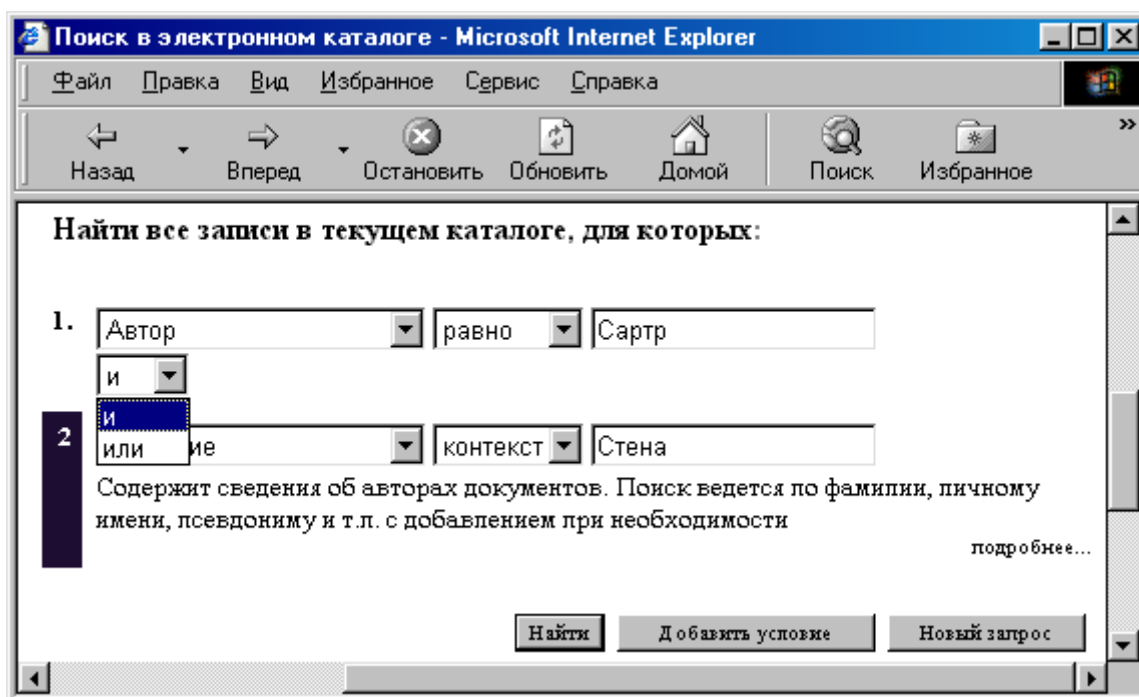 Поиск в электронном каталоге - Microsoft Internet Explorer
Файл Правка Вид Избранное Сервис Справка
Назад Вперед Остановить Обновить Домой Поиск Избранное »
Найти все записи в текущем каталоге, для которых:
1. Автор равно Сартр
и
и
2 или ие контекст Стена
Содержит сведения об авторах документов. Поиск ведется по фамилии, личному
имени, псевдониму и т.п. с добавлением при необходимости
подробнее...
Найти Добавить условие Новый запрос